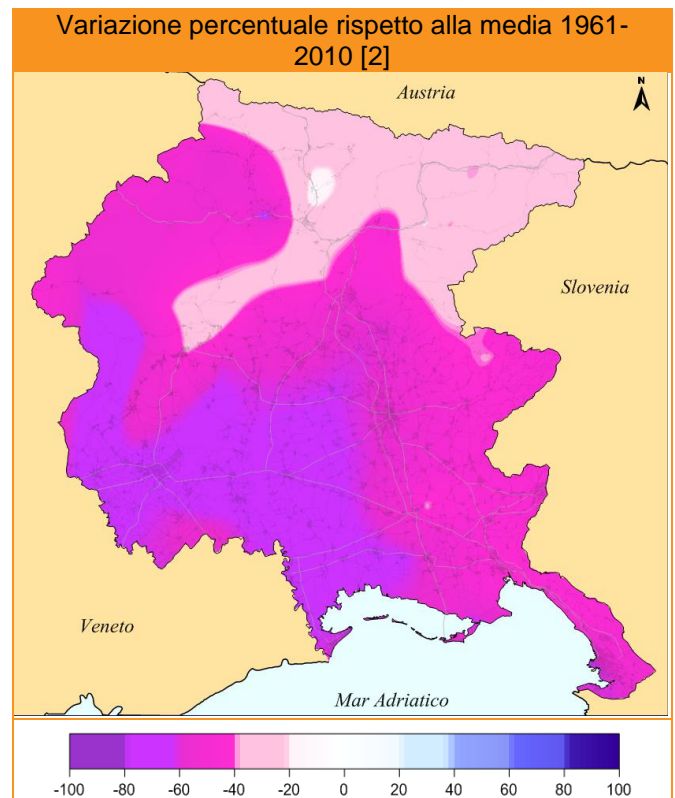 Variazione percentuale rispetto alla media 1961-
2010 [2]
Austria
N
Slovenia
Veneto
Mar Adriatico
-100 -80 -60 -40 -20 0 20 40 60 80 100